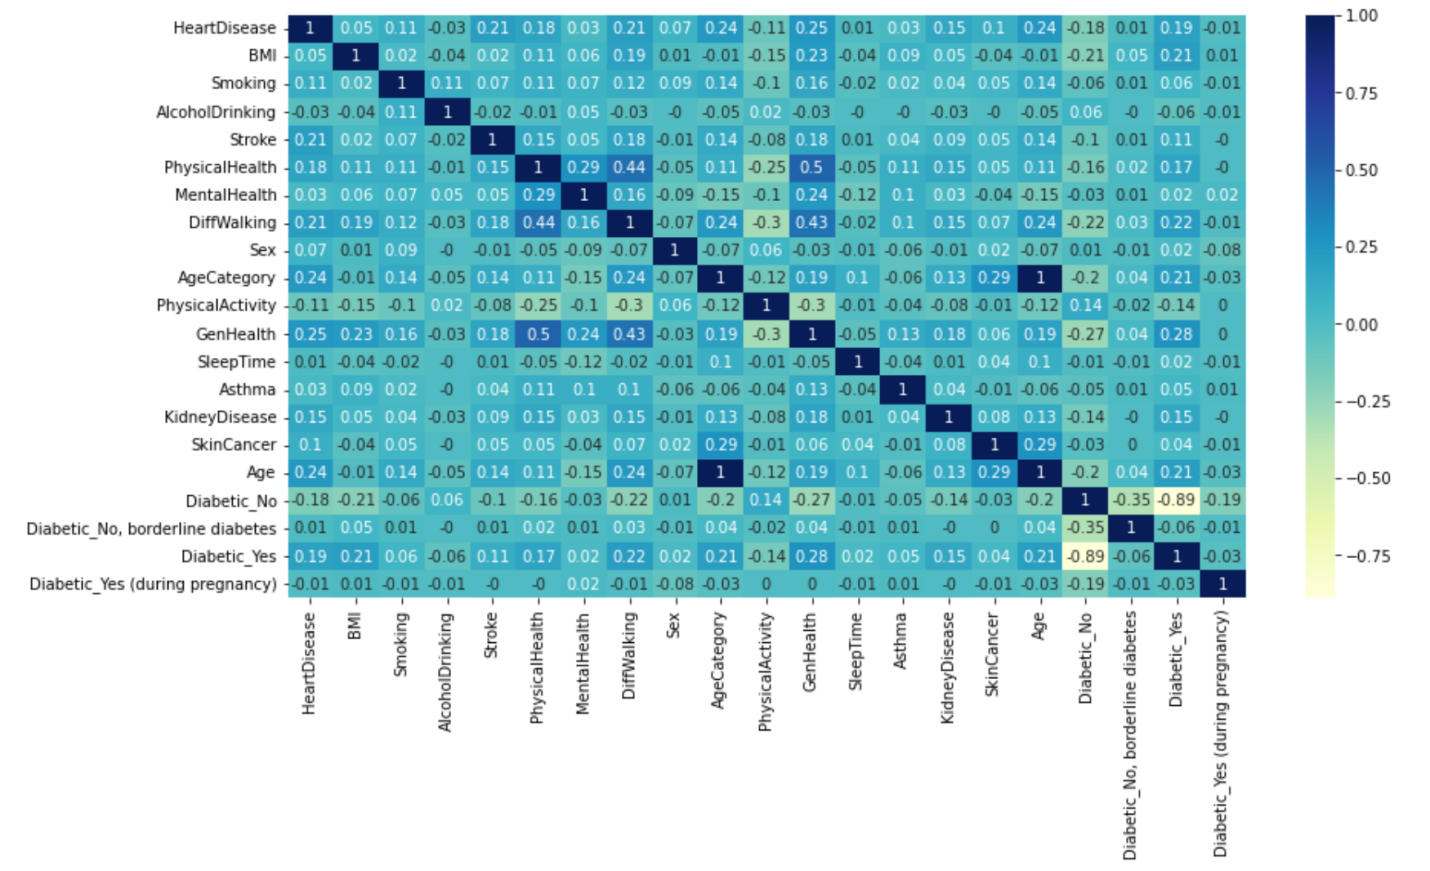 HeartDisease 1 0.05 0.11 -0.03 0.21 0.18 0.03 0.21 0.07 0.24 -0.11 0.25 0.01 0.03 0.15 0.1 0.24 -0.18 0.01 0.19 -0.01
BMI 0.05 1 0.02 -0.04 0.02 0.11 0.06 0.19 0.01 -0.01 -0.15 0.23 -0.04 0.09 0.05 -0.04 -0.01 -0.21 0.05 0.21 0.01
Smoking 0.11 0.02 1 0.11 0.07 0.11 0.07 0.12 0.09 0.14 -0.1 0.16 -0.02 0.02 0.04 0.05 0.14 -0.06 0.01 0.06 -0.01
AlcoholDrinking -0.03 -0.04 0.11 1 -0.02 -0.01 0.05 -0.03 -0 -0.05 0.02 -0.03 -0 -0 -0.03 -0 -0.05 0.06 -0 -0.06 -0.01
Stroke 0.21 0.02 0.07 -0.02 1 0.15 0.05 0.18 -0.01 0.14 -0.08 0.18 0.01 0.04 0.09 0.05 0.14 -0.1 0.01 0.11 -0
PhysicalHealth 0.18 0.11 0.11 -0.01 0.15 1 0.29 0.44 -0.05 0.11 -0.25 0.5 -0.05 0.11 0.15 0.05 0.11 -0.16 0.02 0.17 -0
MentalHealth 0.03 0.06 0.07 0.05 0.05 0.29 1 0.16 -0.09 -0.15 -0.1 0.24 -0.12 0.1 0.03 -0.04 -0.15 -0.03 0.01 0.02 0.02
DiffWalking 0.21 0.19 0.12 -0.03 0.18 0.44 0.16 1 -0.07 0.24 -0.3 0.43 -0.02 0.1 0.15 0.07 0.24 -0.22 0.03 0.22 -0.01
Sex 0.07 0.01 0.09 -0 -0.01 -0.05 -0.09 -0.07 1 -0.07 0.06 -0.03 -0.01 -0.06 -0.01 0.02 -0.07 0.01 -0.01 0.02 -0.08
AgeCategory 0.24 -0.01 0.14 -0.05 0.14 0.11 -0.15 0.24 -0.07 1 -0.12 0.19 0.1 -0.06 0.13 0.29 1 -0.2 0.04 0.21 -0.03
PhysicalActivity -0.11 -0.15 -0.1 0.02 -0.08 -0.25 -0.1 -0.3 0.06 -0.12 1 -0.3 -0.01 -0.04 -0.08 -0.01 -0.12 0.14 -0.02 -0.14 0
GenHealth 0.25 0.23 0.16 -0.03 0.18 0.5 0.24 0.43 -0.03 0.19 -0.3 1 -0.05 0.13 0.18 0.06 0.19 -0.27 0.04 0.28 0
SleepTime 0.01 -0.04 -0.02 -0 0.01 -0.05 -0.12 -0.02 -0.01 0.1 -0.01 -0.05 1 -0.04 0.01 0.04 0.1 -0.01 -0.01 0.02 -0.01
Asthma 0.03 0.09 0.02 -0 0.04 0.11 0.1 0.1 -0.06 -0.06 -0.04 0.13 -0.04 1 0.04 -0.01 -0.06 -0.05 0.01 0.05 0.01
KidneyDisease 0.15 0.05 0.04 -0.03 0.09 0.15 0.03 0.15 -0.01 0.13 -0.08 0.18 0.01 0.04 1 0.08 0.13 -0.14 -0 0.15 -0
SkinCancer 0.1 -0.04 0.05 -0 0.05 0.05 -0.04 0.07 0.02 0.29 -0.01 0.06 0.04 -0.01 0.08 1 0.29 -0.03 0 0.04 -0.01
Age 0.24 -0.01 0.14 -0.05 0.14 0.11 -0.15 0.24 -0.07 1 -0.12 0.19 0.1 -0.06 0.13 0.29 1 -0.2 0.04 0.21 -0.03
Diabetic_No -0.18 -0.21 -0.06 0.06 -0.1 -0.16 -0.03 -0.22 0.01 -0.2 0.14 -0.27 -0.01 -0.05 -0.14 -0.03 -0.2 1 -0.35 -0.89 -0.19
Diabetic_No, borderline diabetes 0.01 0.05 0.01 -0 0.01 0.02 0.01 0.03 -0.01 0.04 -0.02 0.04 -0.01 0.01 -0 0 0.04 -0.35 1 -0.06 -0.01
Diabetic_Yes 0.19 0.21 0.06 -0.06 0.11 0.17 0.02 0.22 0.02 0.21 -0.14 0.28 0.02 0.05 0.15 0.04 0.21 -0.89 -0.06 1 -0.03
Diabetic_Yes (during pregnancy) -0.01 0.01 -0.01 -0.01 -0 -0 0.02 -0.01 -0.08 -0.03 0 0 -0.01 0.01 -0 -0.01 -0.03 -0.19 -0.01 -0.03 1
HeartDisease
BMI
Smoking
AlcoholDrinking
Stroke
PhysicalHealth
MentalHealth
DiffWalking
Sex
AgeCategory
PhysicalActivity
GenHealth
SleepTime
Asthma
KidneyDisease
SkinCancer
Age
Diabetic_No
Diabetic_No, borderline diabetes
Diabetic_Yes
Diabetic_Yes (during pregnancy)
1.00
0.75
0.50
0.25
0.00
−0.25
−0.50
−0.75